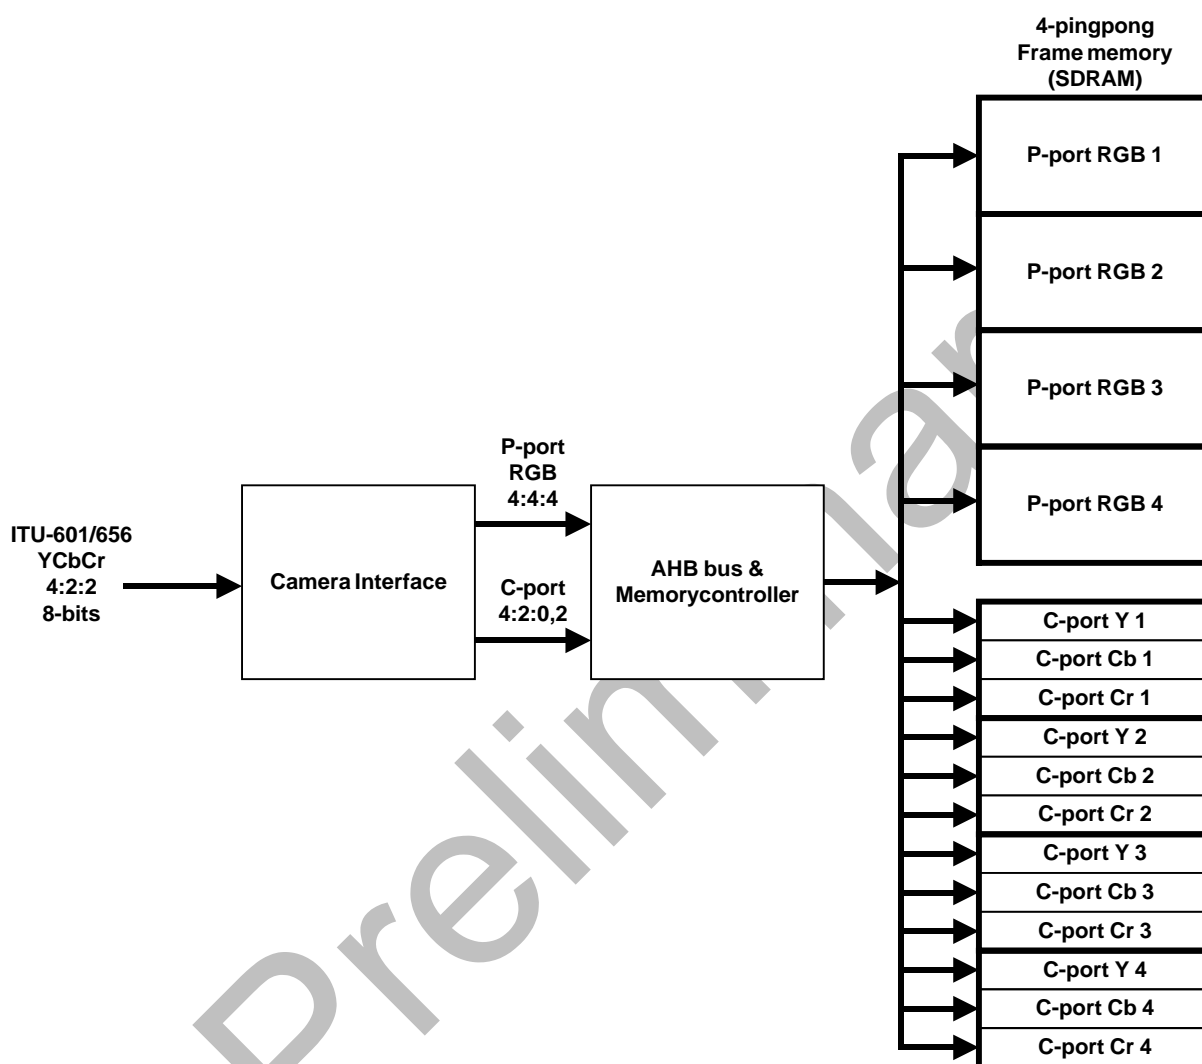 4-pingpong
Frame memory
(SDRAM)
P-port RGB 1
P-port RGB 2
P-port RGB 3
P-port RGB 4
P-port
RGB
4:4:4
ITU-601/656
YCbCr
4:2:2
8-bits
Camera Interface
C-port
4:2:0,2
AHB bus &
Memorycontroller
C-port Y 1
C-port Cb 1
C-port Cr 1
C-port Y 2
C-port Cb 2
C-port Cr 2
C-port Y 3
C-port Cb 3
C-port Cr 3
C-port Y 4
C-port Cb 4
C-port Cr 4
Preliminar